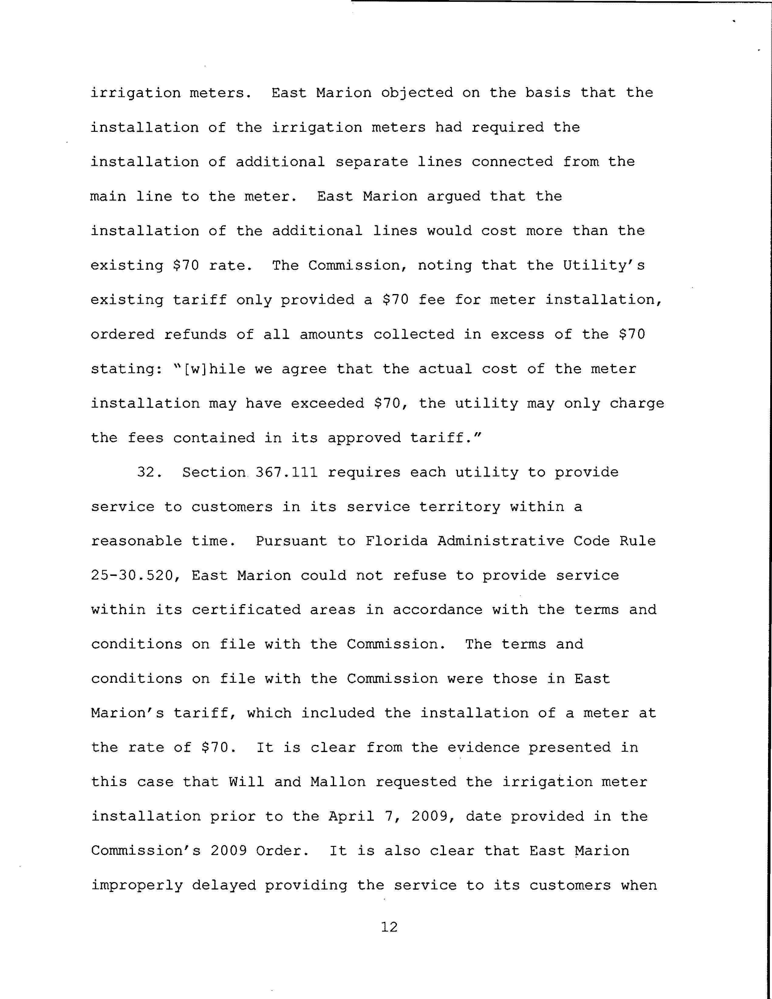 irrigation meters.  East Marion objected on the basis that the
installation of the irrigation meters had required the
installation of additional separate lines connected from the
main line to the meter.  East Marion argued that the
installation of the additional lines would cost more than the
existing $70 rate.  The Commission, noting that the Utility's
existing tariff only provided a $70 fee for meter installation,
ordered refunds of all amounts collected in excess of the $70
stating: "[w]hile we agree that the actual cost of the meter
installation may have exceeded $70, the utility may only charge
the fees contained in its approved tariff."
32.  Section 367.111 requires each utility to provide
service to customers in its service territory within a
reasonable time.  Pursuant to Florida Administrative Code Rule
25-30.520, East Marion could not refuse to provide service
within its certificated areas in accordance with the terms and
conditions on file with the Commission.  The terms and
conditions on file with the Commission were those in East
Marion's tariff, which included the installation of a meter at
the rate of $70.  It is clear from the evidence presented in
this case that Will and Mallon requested the irrigation meter
installation prior to the April 7, 2009, date provided in the
Commission's 2009 Order.  It is also clear that East Marion
improperly delayed providing the service to its customers when
12